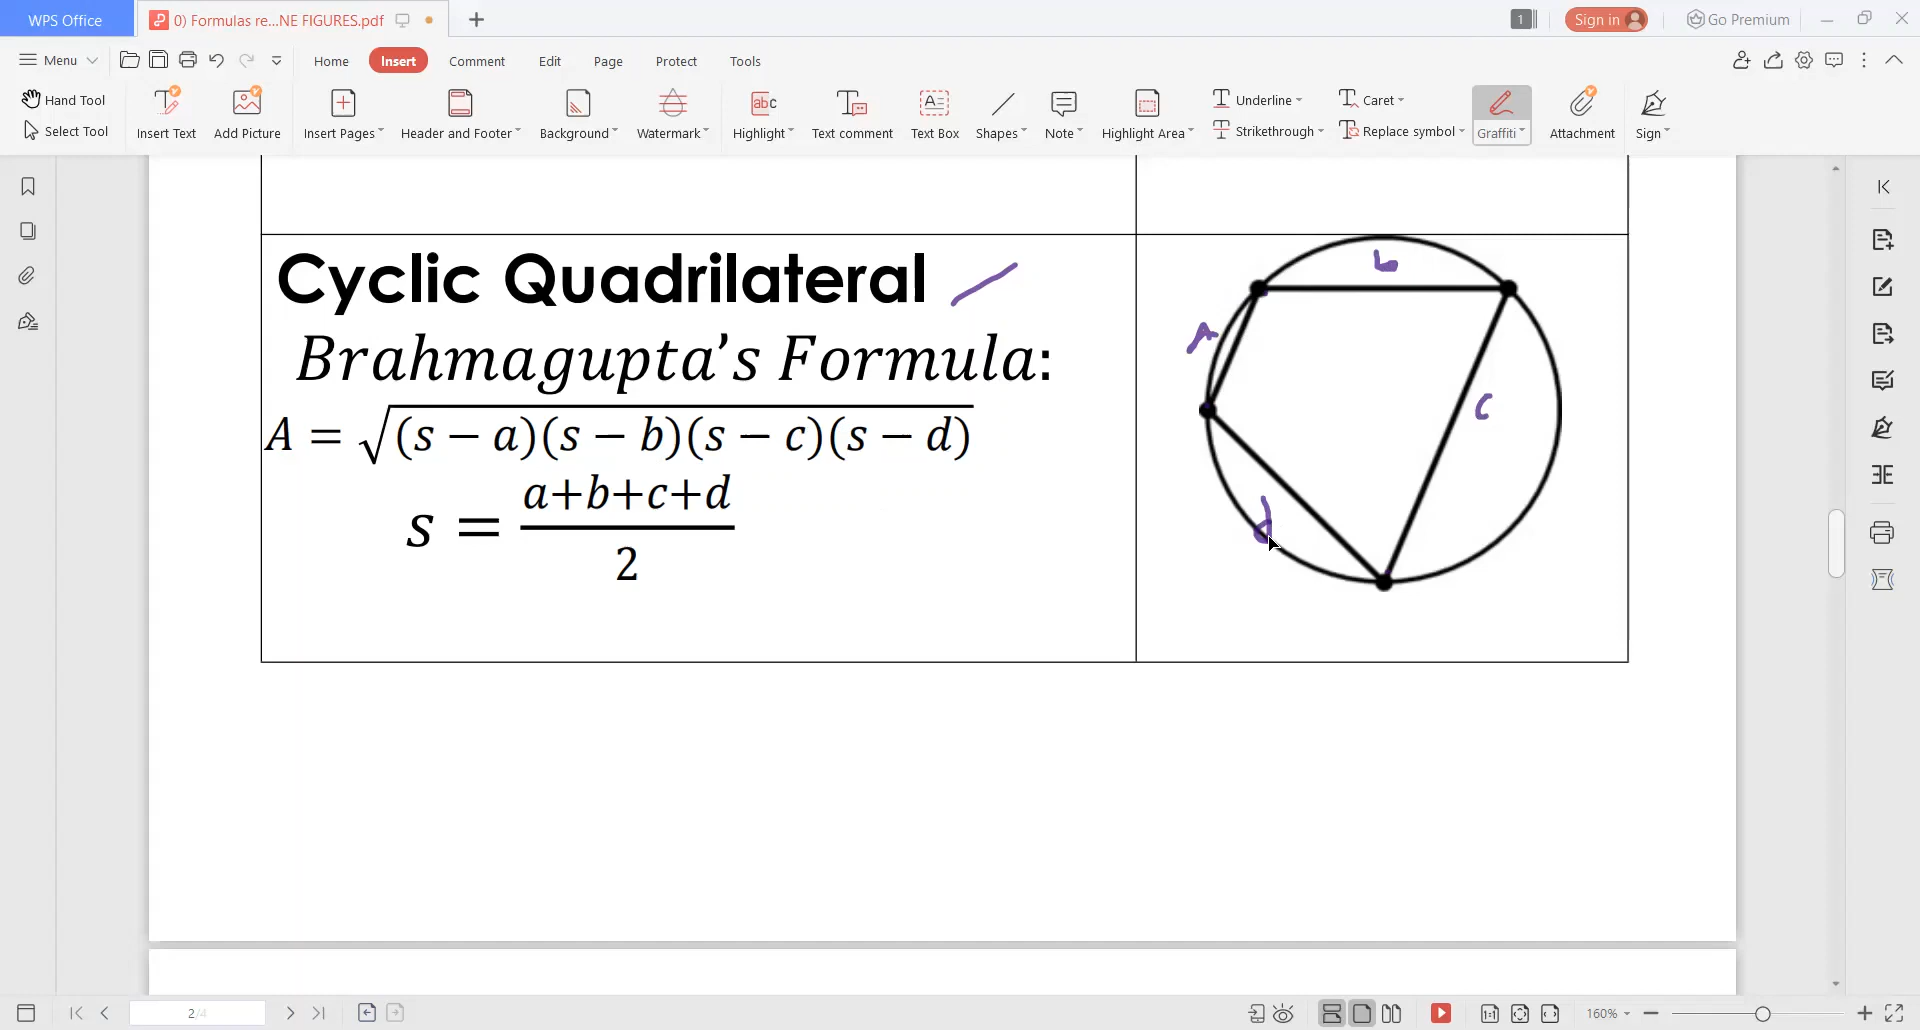 WPS Office
0) Formulas re...NE FIGURES.pdf
1
Sign in
Go Premium
Menu
Home
Insert
Comment
Edit
Page
Protect
Tools
Hand Tool
Select Tool
Insert Text
Add Picture
Insert Pages
Header and Footer
Background
Watermark
Highlight
Text comment
Text Box
Shapes
Note
Highlight Area
Underline
Strikethrough
Caret
Replace symbol
Graffiti
Attachment
Sign
Cyclic Quadrilateral
Brahmagupta's Formula:
A = √(s − a)(s − b)(s − c)(s − d)
s = a+b+c+d
2
b
A
c
d
2/4
160%